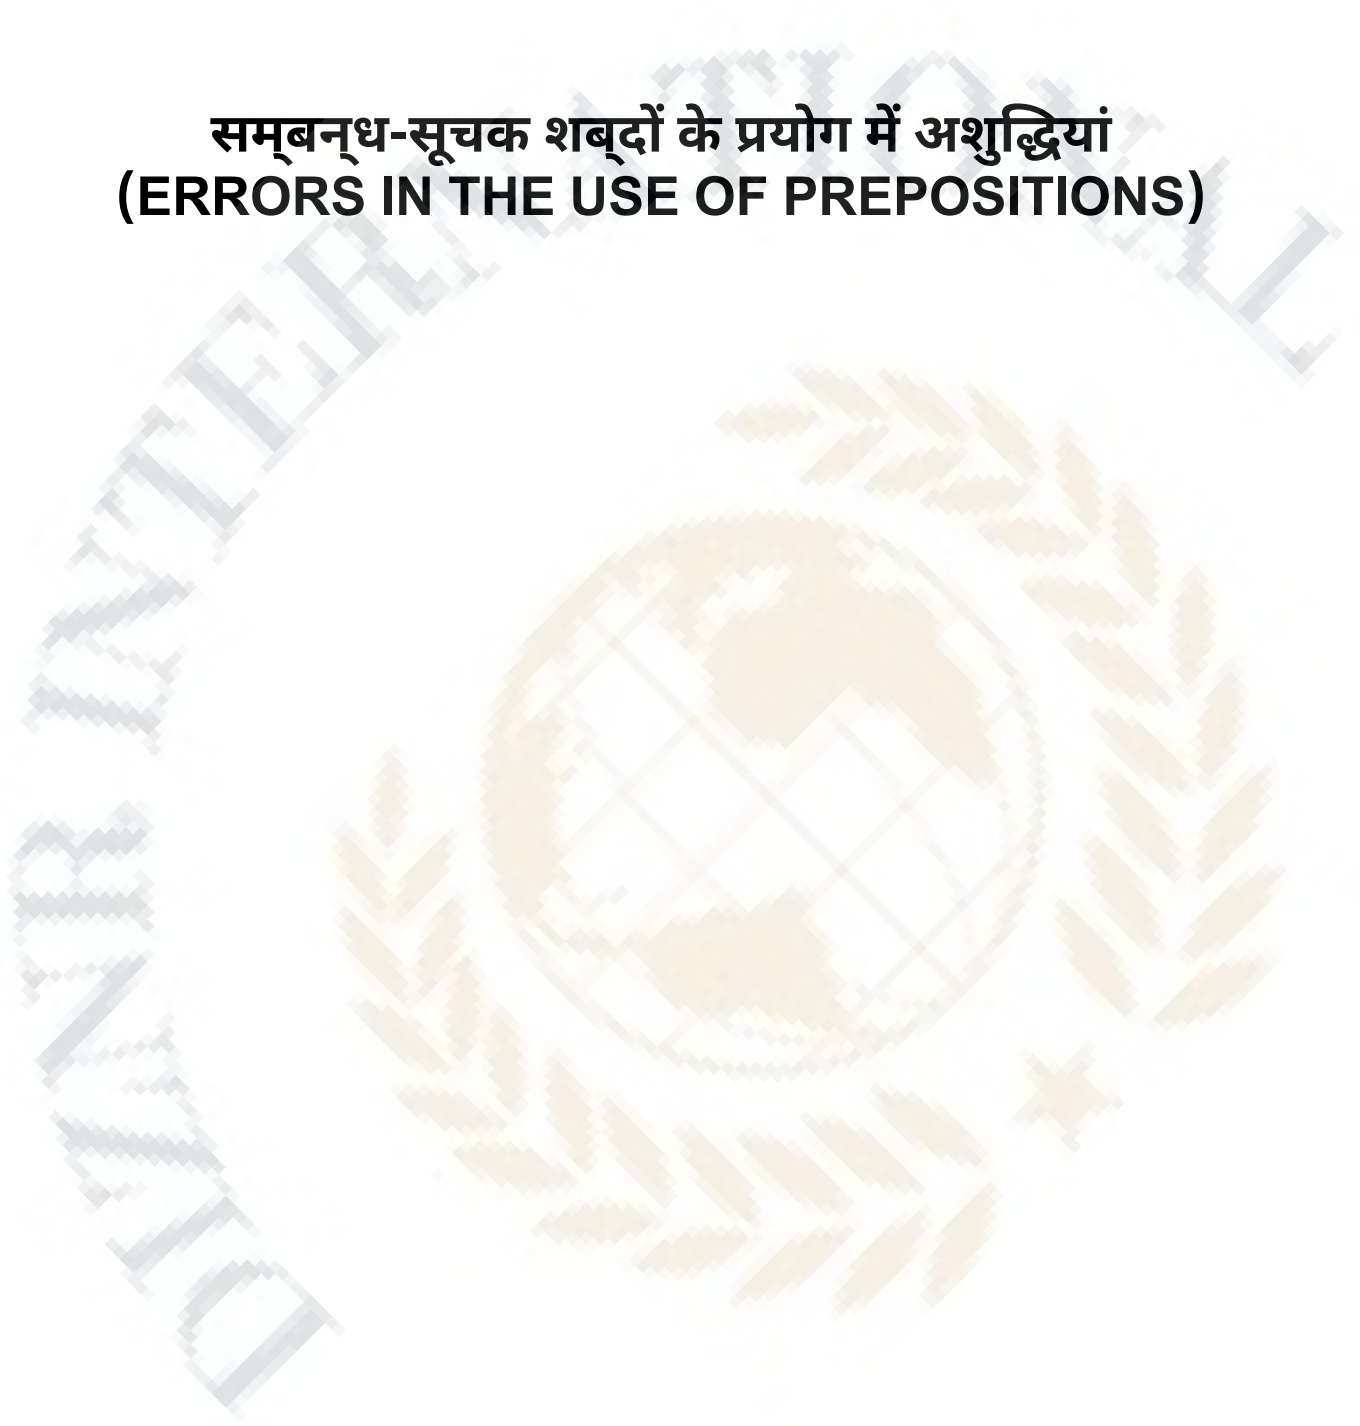 सम्बन्ध-सूचक शब्दों के प्रयोग में अशुद्धियां
(ERRORS IN THE USE OF PREPOSITIONS)